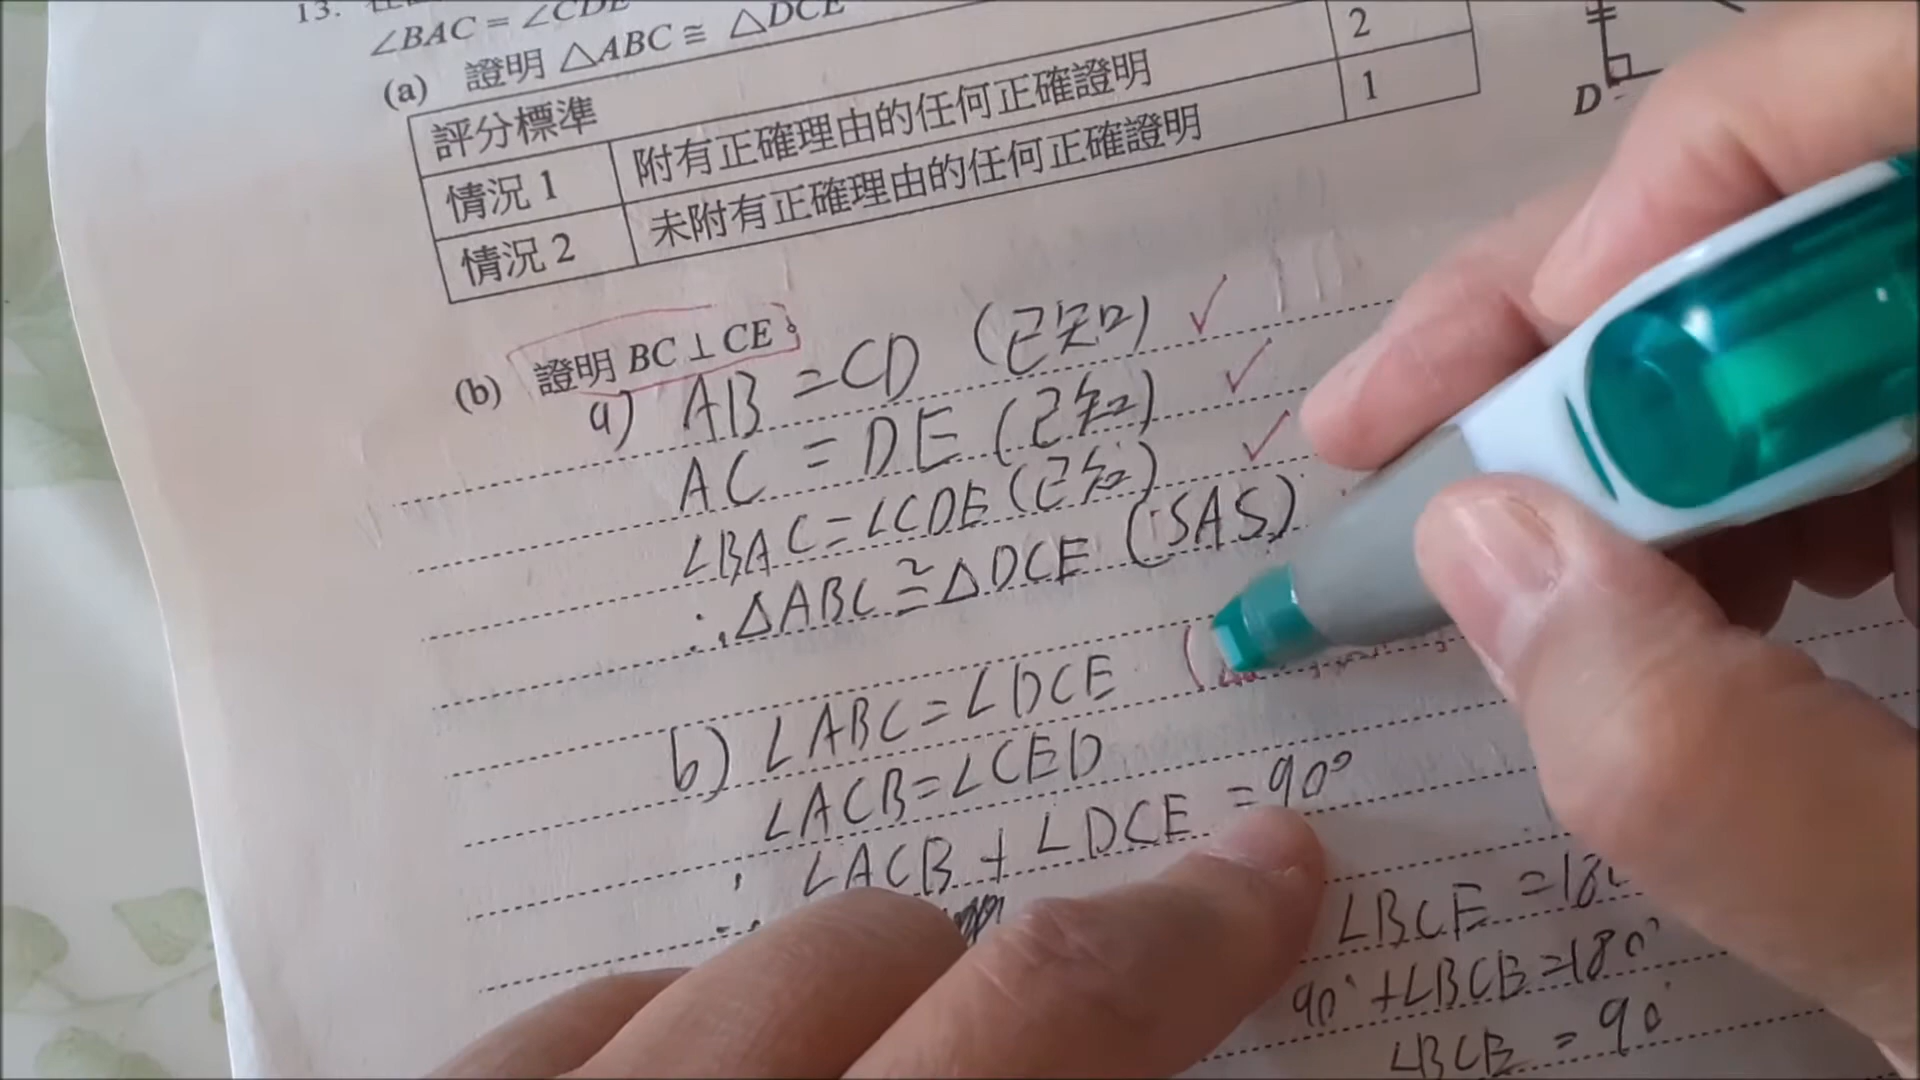 13. 在
∠BAC = ∠CDE
(a) 證明 △ABC ≅ △DCE
評分標準
情況 1 附有正確理由的任何正確證明 2
情況 2 未附有正確理由的任何正確證明 1
D
(b) 證明 BC ⊥ CE。
a) AB = CD (已知)
AC = DE (已知)
∠BAC = ∠CDE (已知)
∴ △ABC ≅ △DCE (SAS)
b) ∠ABC = ∠DCE
∠ACB = ∠CED
∠ACB + ∠DCE = 90°
∠BCE = 180
90° + ∠BCE = 180°
∠BCE = 90°